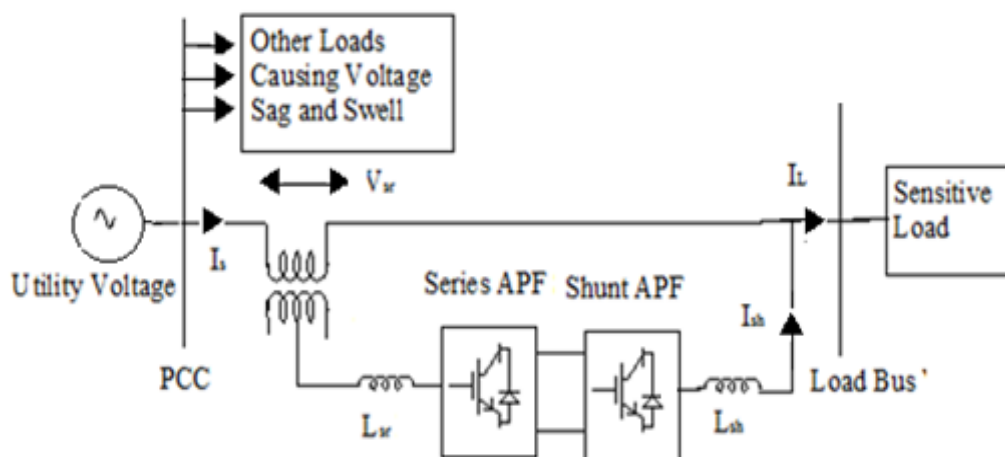 Other Loads
Causing Voltage
Sag and Swell
Vsr
IL
Sensitive
Load
Is
Utility Voltage
Series APF
Shunt APF
Ish
PCC
Lsr
Lsh
Load Bus'